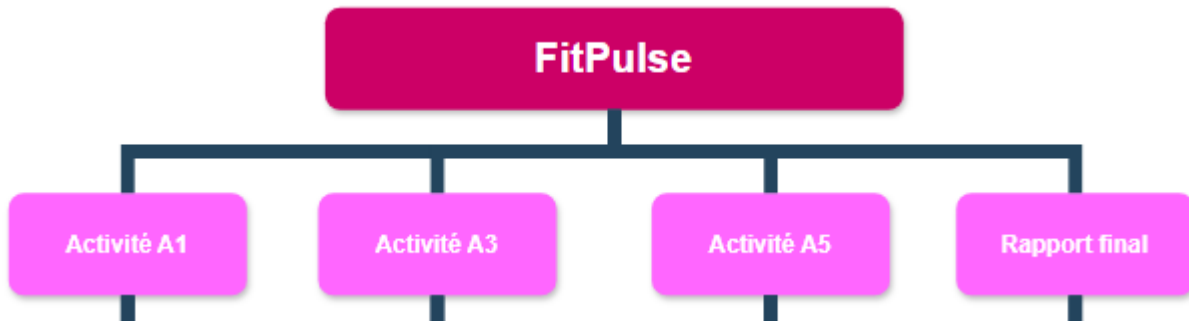 FitPulse
Activité A1
Activité A3
Activité A5
Rapport final